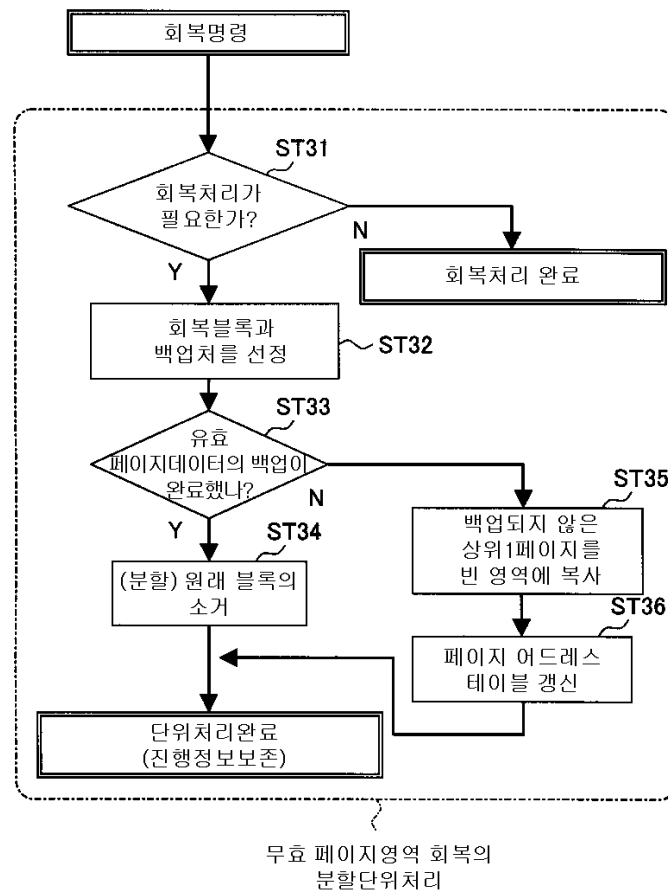 회복명령
ST31
회복처리가
필요한가?
N
Y
회복처리 완료
회복블록과
백업처를 선정
ST32
ST33
유효
페이지데이터의 백업이
완료했나?
N
Y
ST35
백업되지 않은
상위1페이지를
빈 영역에 복사
ST34
(분할) 원래 블록의
소거
ST36
페이지 어드레스
테이블 갱신
단위처리완료
(진행정보보존)
무효 페이지영역 회복의
분할단위처리